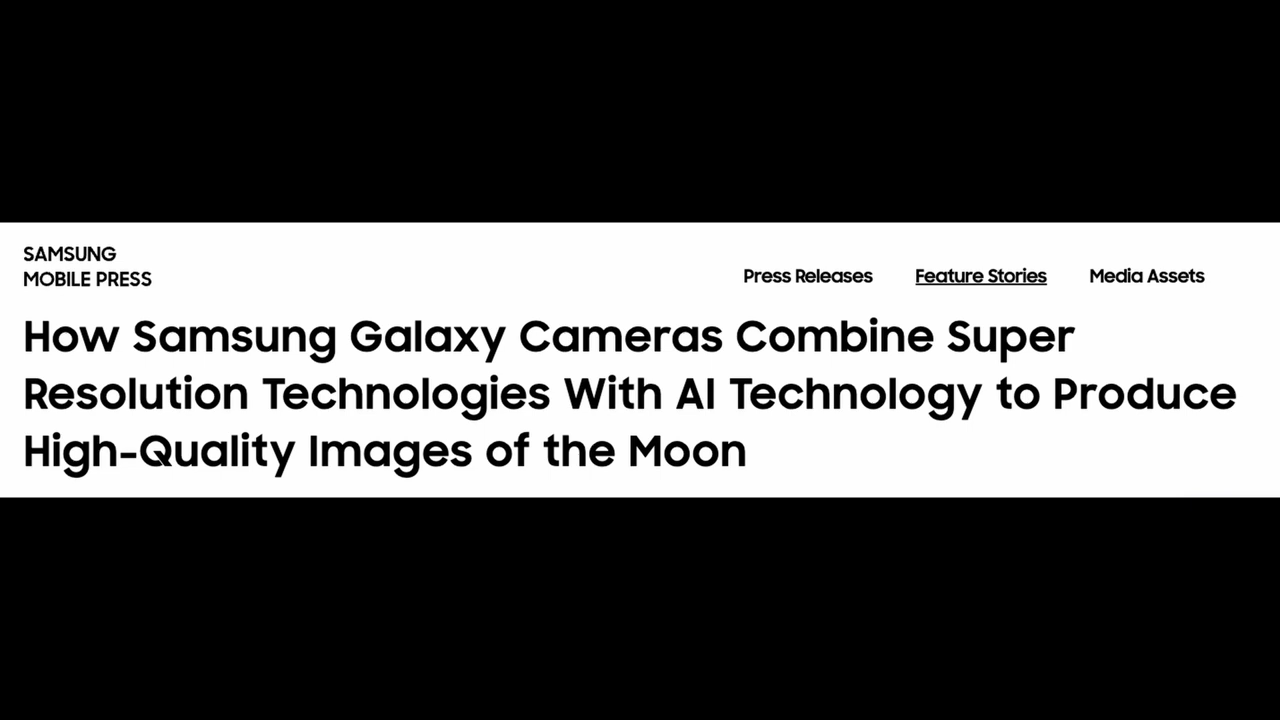 SAMSUNG
MOBILE PRESS
Press Releases Feature Stories Media Assets
How Samsung Galaxy Cameras Combine Super
Resolution Technologies With AI Technology to Produce
High-Quality Images of the Moon